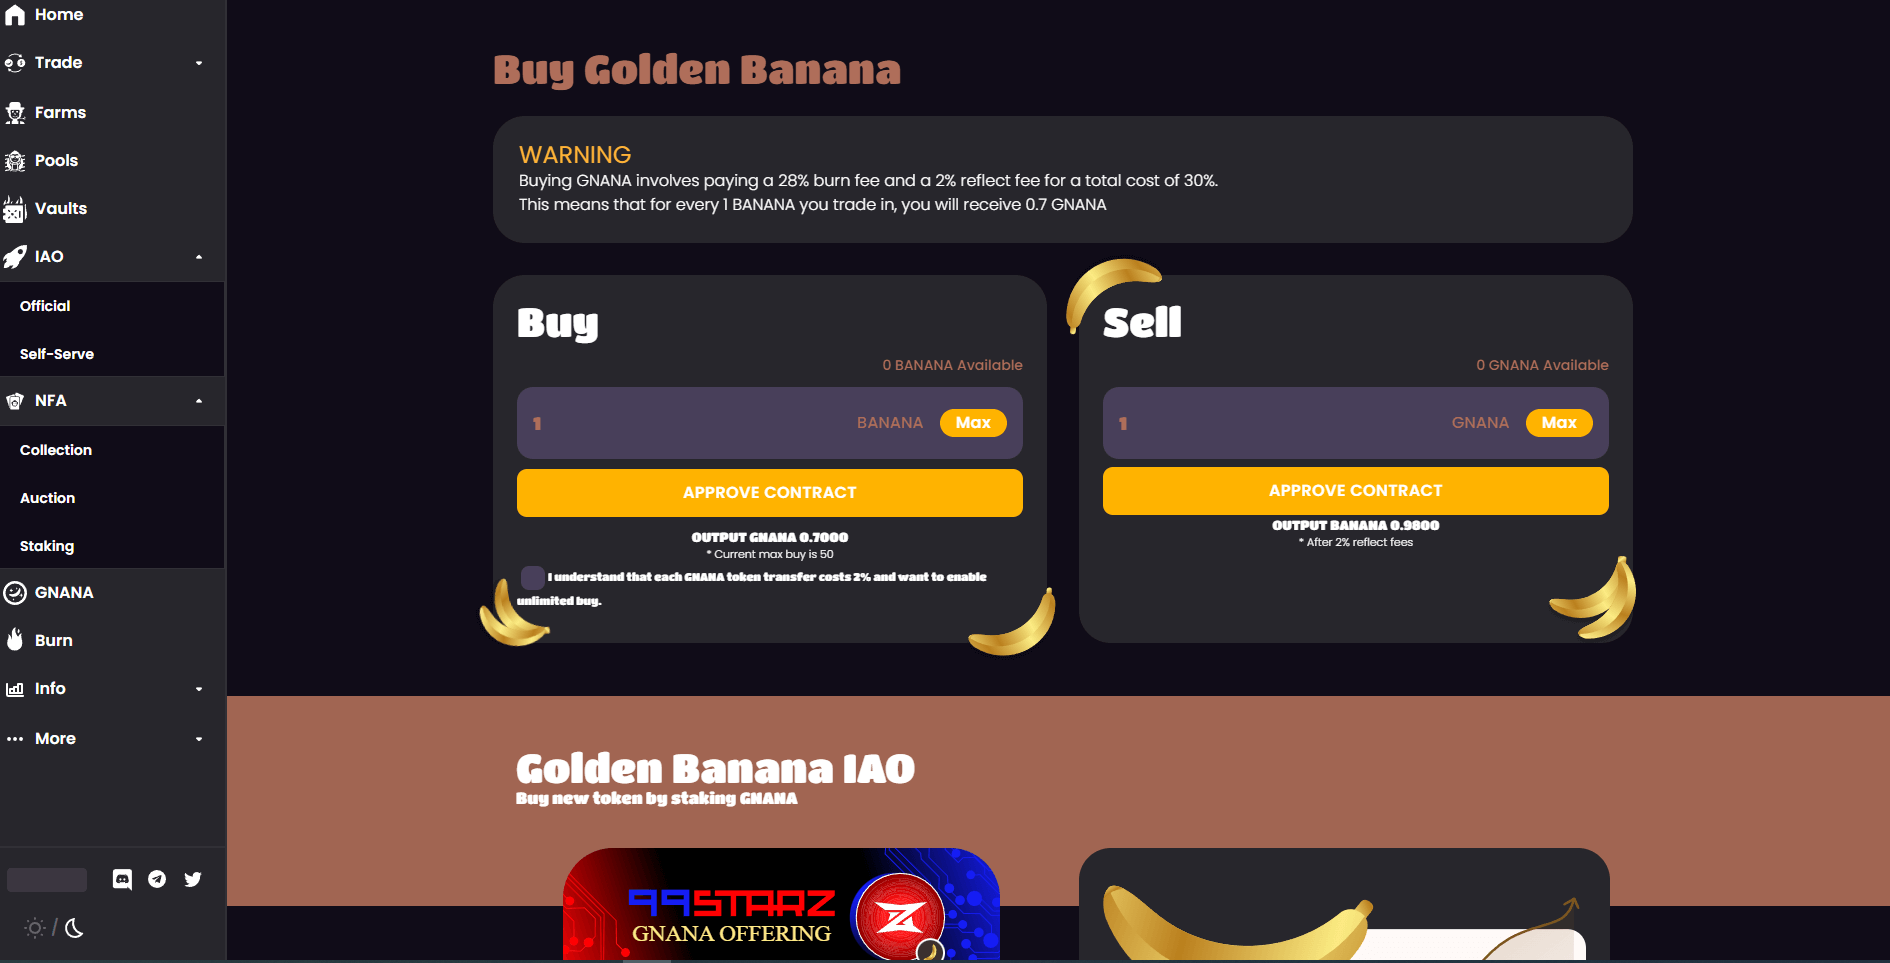 Home
Trade
Farms
Pools
Vaults
IAO
Official
Self-Serve
NFA
Collection
Auction
Staking
GNANA
Burn
Info
More
/
Buy Golden Banana
WARNING
Buying GNANA involves paying a 28% burn fee and a 2% reflect fee for a total cost of 30%.
This means that for every 1 BANANA you trade in, you will receive 0.7 GNANA
Buy
0 BANANA Available
1 BANANA Max
APPROVE CONTRACT
OUTPUT GNANA 0.7000
* Current max buy is 50
I understand that each GNANA token transfer costs 2% and want to enable
unlimited buy.
Sell
0 GNANA Available
1 GNANA Max
APPROVE CONTRACT
OUTPUT BANANA 0.9800
* After 2% reflect fees
Golden Banana IAO
Buy new token by staking GNANA
99STARZ
GNANA OFFERING